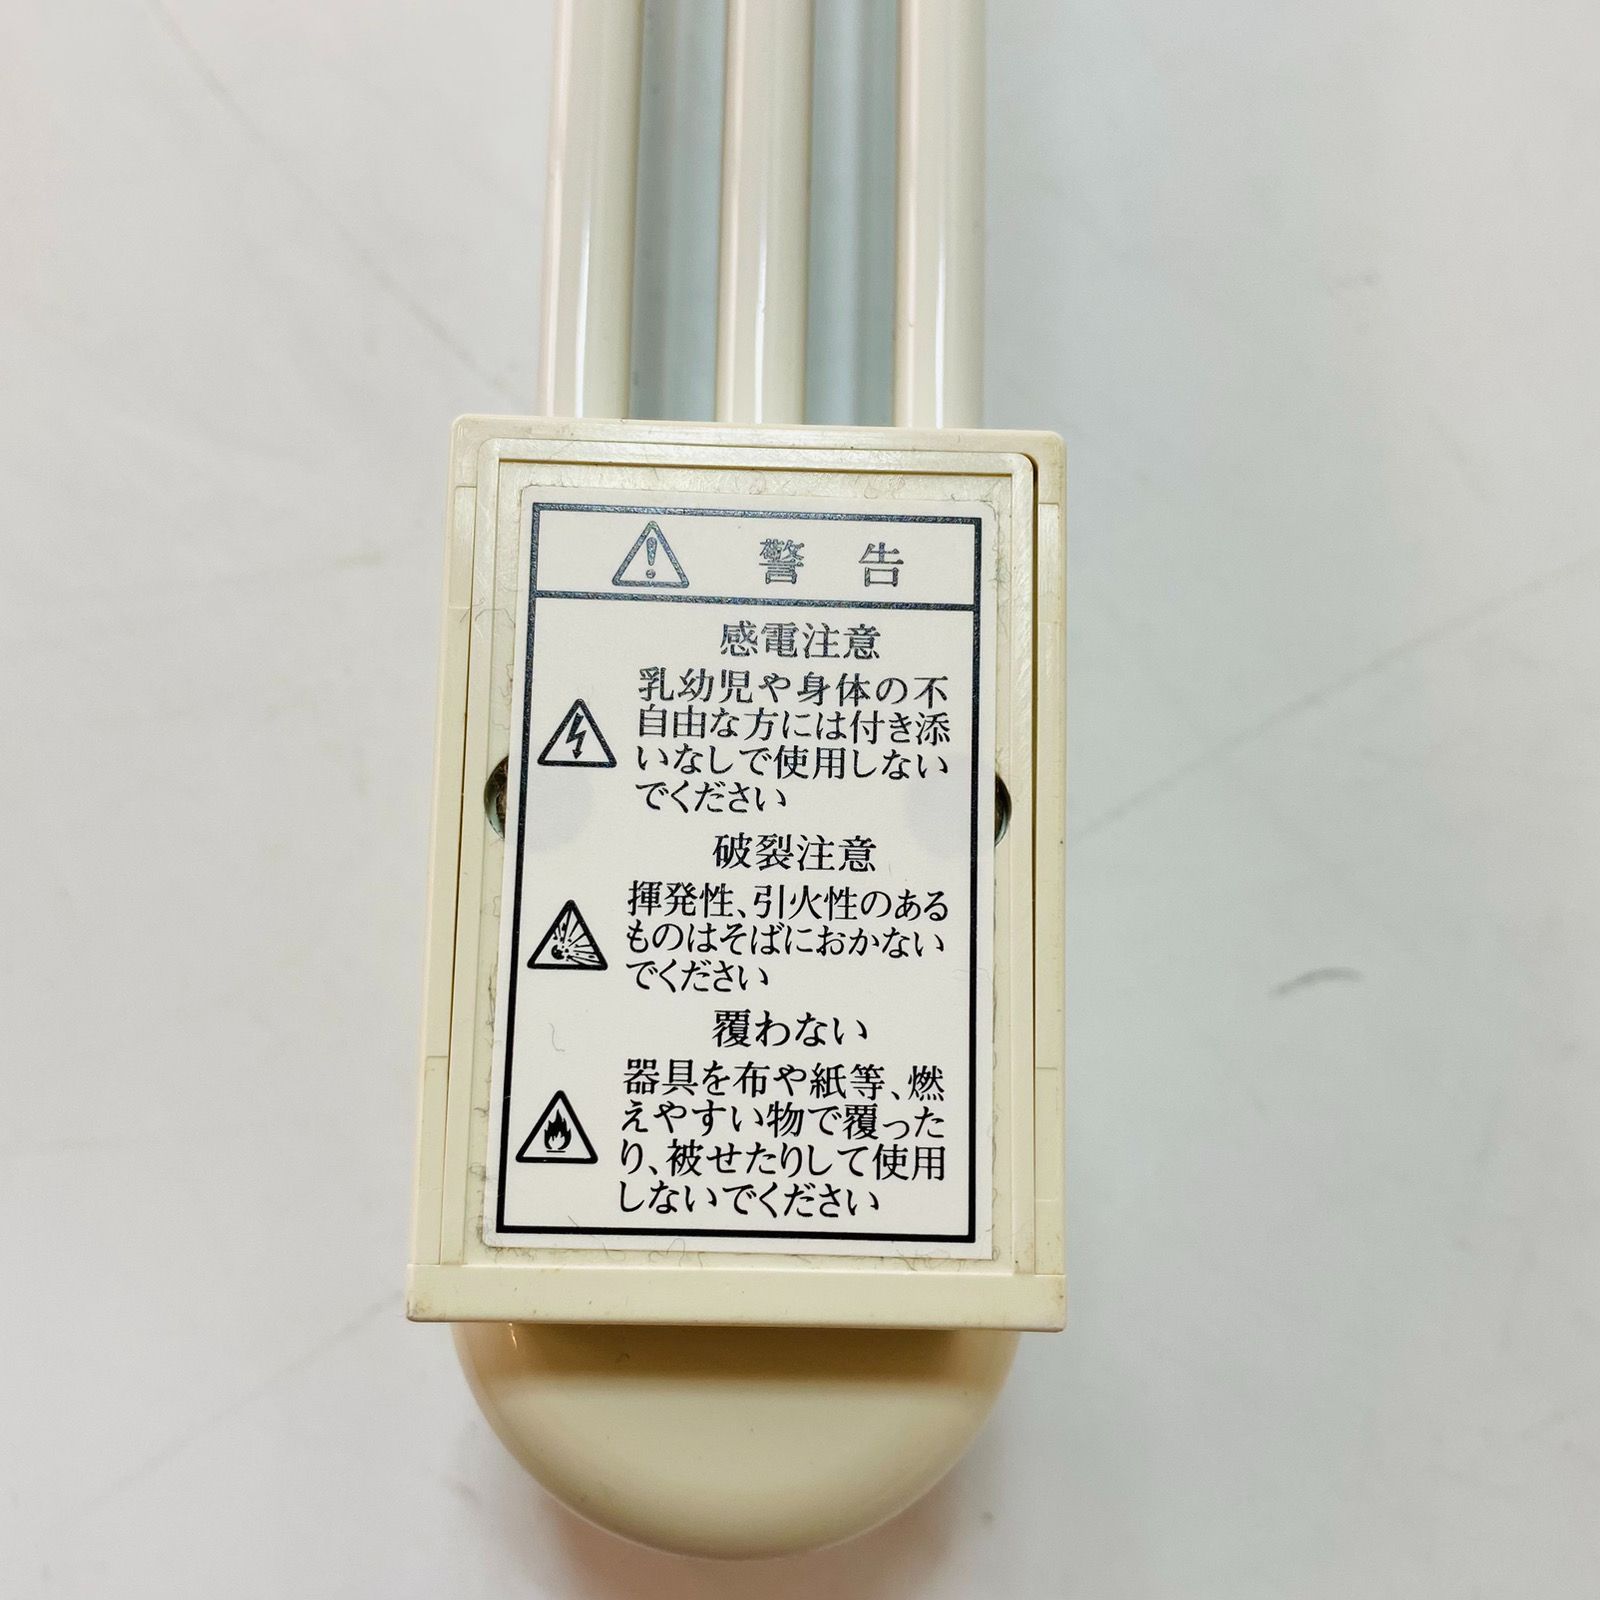 警告
感電注意
乳幼児や身体の不
自由な方には付き添
いなしで使用しない
でください
破裂注意
揮発性、引火性のある
ものはそばにおかない
でください
覆わない
器具を布や紙等、燃
えやすい物で覆った
り、被せたりして使用
しないでください